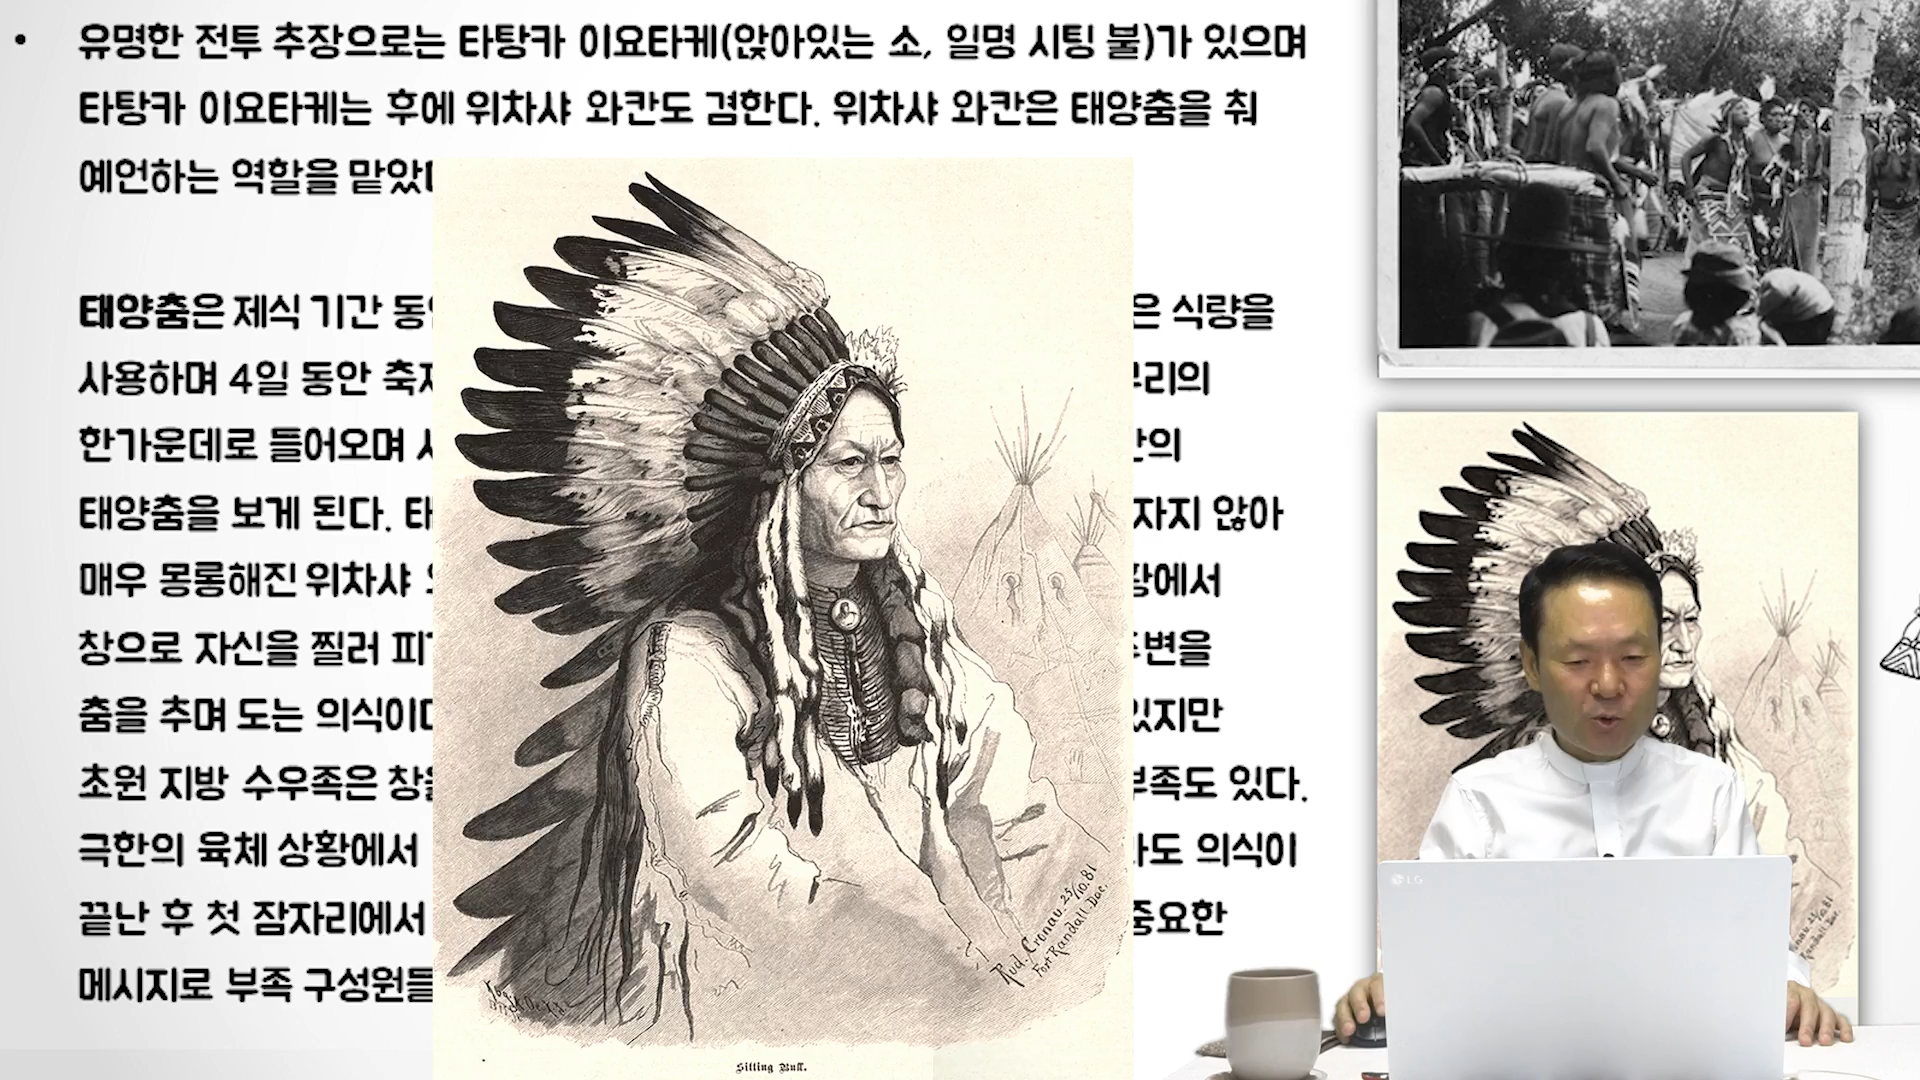 유명한 전투 추장으로는 타탕카 이요타케(앉아있는 소, 일명 시팅 불)가 있으며
타탕카 이요타케는 후에 위차샤 와칸도 겸한다. 위차샤 와칸은 태양춤을 춰
예언하는 역할을 맡았
태양춤은 제식 기간 동 은 식량을
사용하며 4일 동안 축 의
한가운데로 들어오며 의
태양춤을 보게 된다. 자지 않아
매우 몽롱해진 위차샤 에서
창으로 자신을 찔러 피 변을
춤을 추며 도는 의식이 있지만
초원 지방 수우족은 창 부족도 있다.
극한의 육체 상황에서 도 의식이
끝난 후 첫 잠자리에서 중요한
메시지로 부족 구성원들
Rud. Cronau. 25/10.81
Fort Randall. Dac.
Sitting Bull.
LG